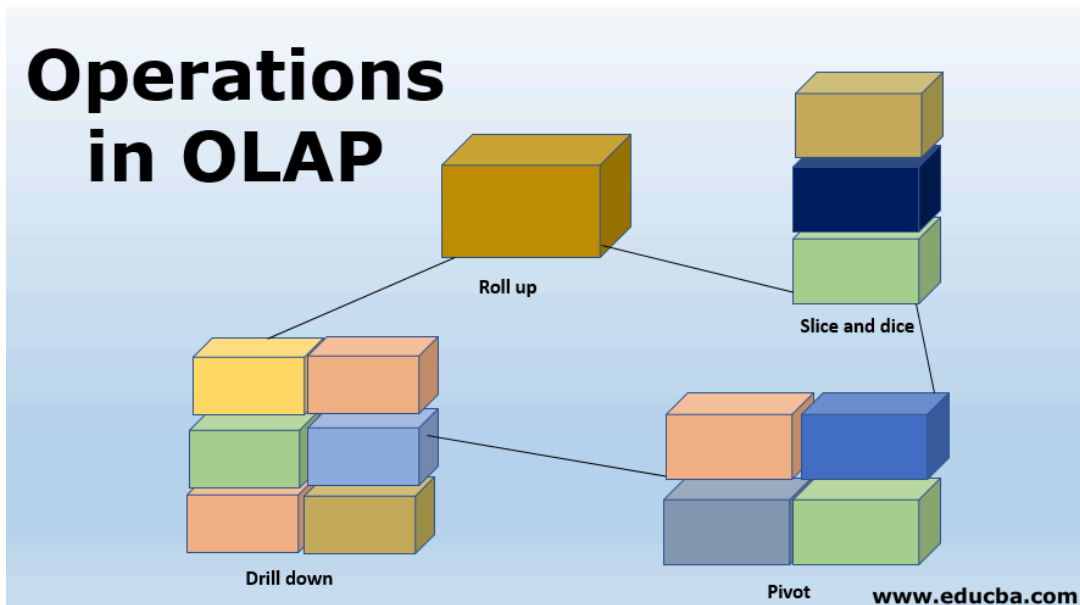 Operations
in OLAP
Roll up
Slice and dice
Drill down
Pivot
www.educba.com